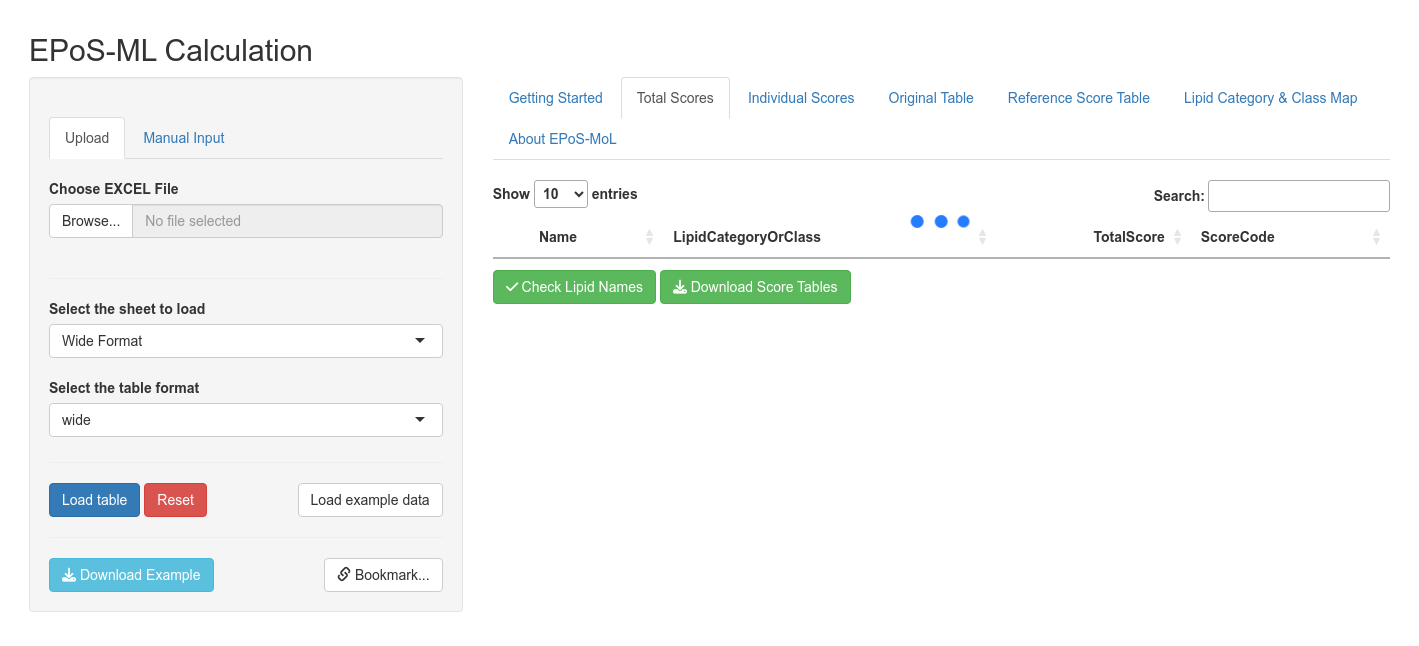 EPoS-ML Calculation
Upload
Manual Input
Choose EXCEL File
Browse... No file selected
Select the sheet to load
Wide Format
Select the table format
wide
Load table Reset Load example data
Download Example Bookmark...
Getting Started Total Scores Individual Scores Original Table Reference Score Table Lipid Category & Class Map
About EPoS-MoL
Show 10 entries Search:
Name LipidCategoryOrClass TotalScore ScoreCode
Check Lipid Names Download Score Tables